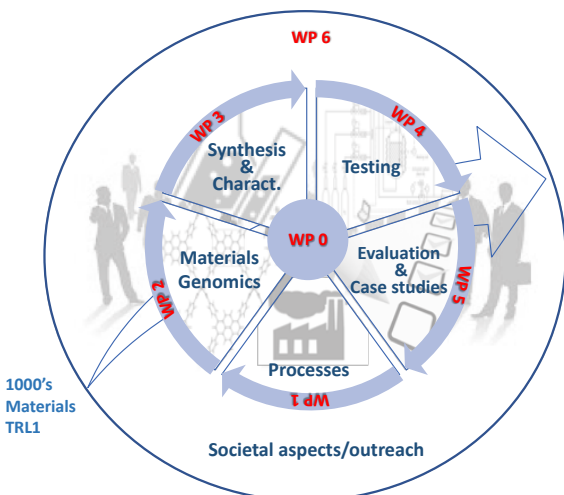 WP 6
WP 3
WP 4
Synthesis
&
Charact.
Testing
WP 0
Materials
Genomics
Evaluation
&
Case studies
WP 2
WP 5
Processes
WP 1
1000's
Materials
TRL1
Societal aspects/outreach